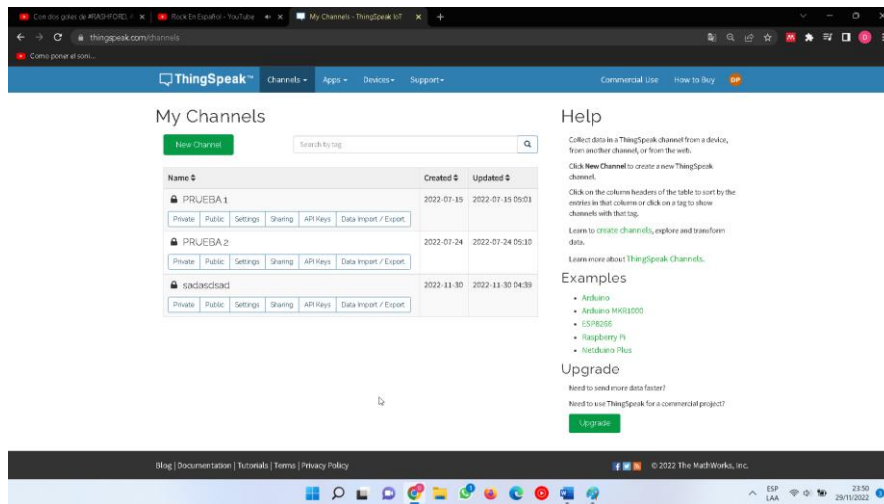 Con dos goles de #RASHFORD,
Rock En Español - YouTube
My Channels - ThingSpeak IoT
thingspeak.com/channels
Como poner el soni...
ThingSpeak™
Channels
Apps
Devices
Support
Commercial Use
How to Buy
DP
My Channels
New Channel
Search by tag
Name
Created
Updated
PRUEBA 1
2022-07-15
2022-07-15 05:01
Private
Public
Settings
Sharing
API Keys
Data Import / Export
PRUEBA 2
2022-07-24
2022-07-24 05:10
Private
Public
Settings
Sharing
API Keys
Data Import / Export
2022-11-30
2022-11-30 04:39
Private
Public
Settings
Sharing
API Keys
Data Import / Export
Help
Collect data in a ThingSpeak channel from a device,
from another channel, or from the web.
Click New Channel to create a new ThingSpeak
channel.
Click on the column headers of the table to sort by the
entries in that column or click on a tag to show
channels with that tag.
Learn to create channels, explore and transform
data.
Learn more about ThingSpeak Channels.
Examples
Arduino
Arduino MKR1000
ESP8266
Raspberry Pi
Netduino Plus
Upgrade
Need to send more data faster?
Need to use ThingSpeak for a commercial project?
Upgrade
Blog | Documentation | Tutorials | Terms | Privacy Policy
© 2022 The MathWorks, Inc.
ESP
LAA
23:50
29/11/2022